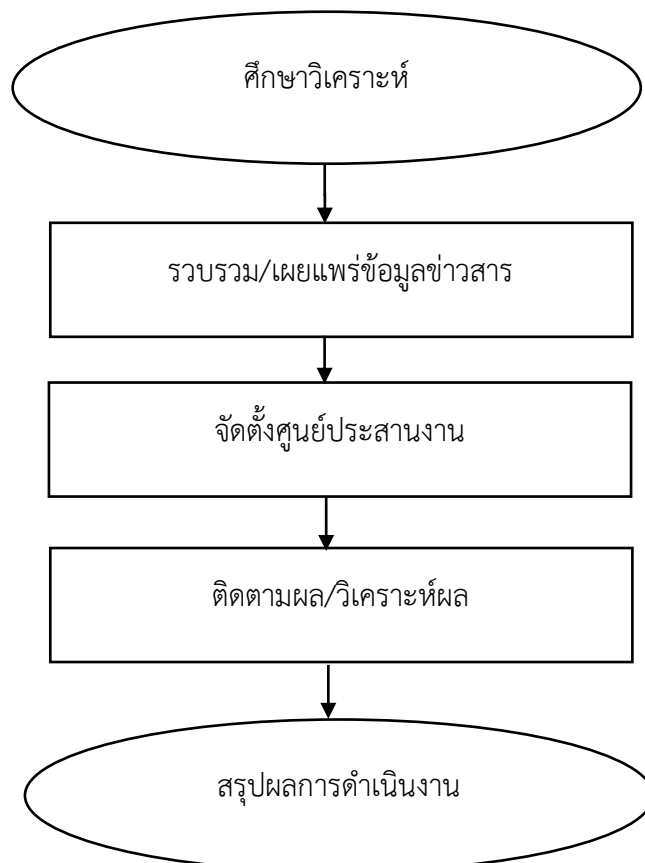 ศึกษาวิเคราะห์
รวบรวม/เผยแพร่ข้อมูลข่าวสาร
จัดตั้งศูนย์ประสานงาน
ติดตามผล/วิเคราะห์ผล
สรุปผลการดำเนินงาน